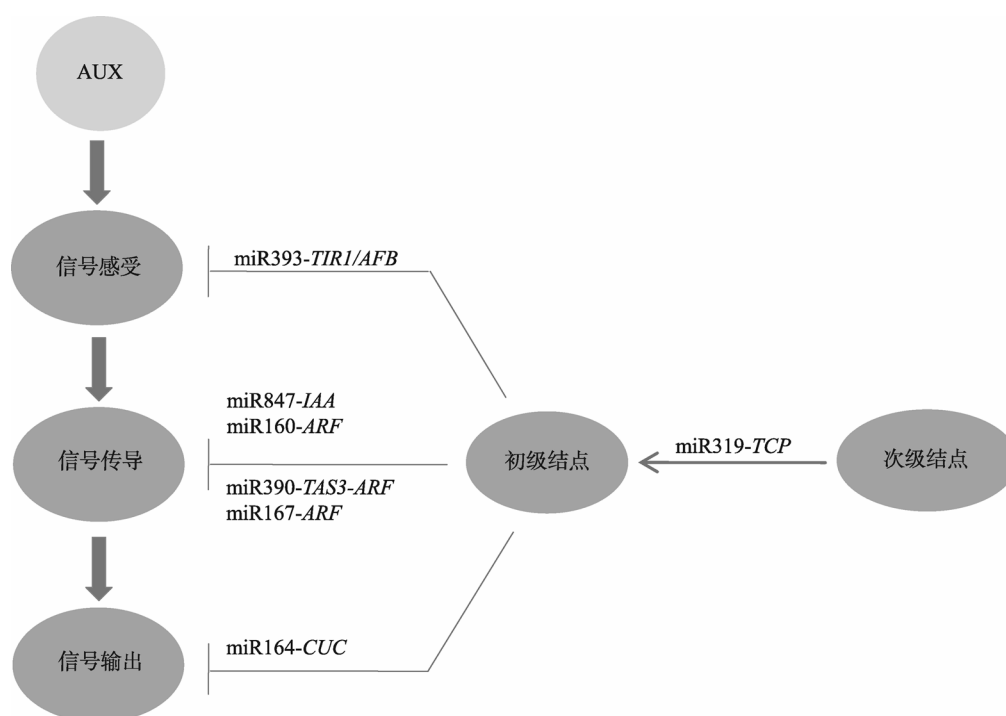 AUX
信号感受
miR393-TIR1/AFB
miR847-IAA
miR160-ARF
信号传导
初级结点
miR319-TCP
次级结点
miR390-TAS3-ARF
miR167-ARF
miR164-CUC
信号输出